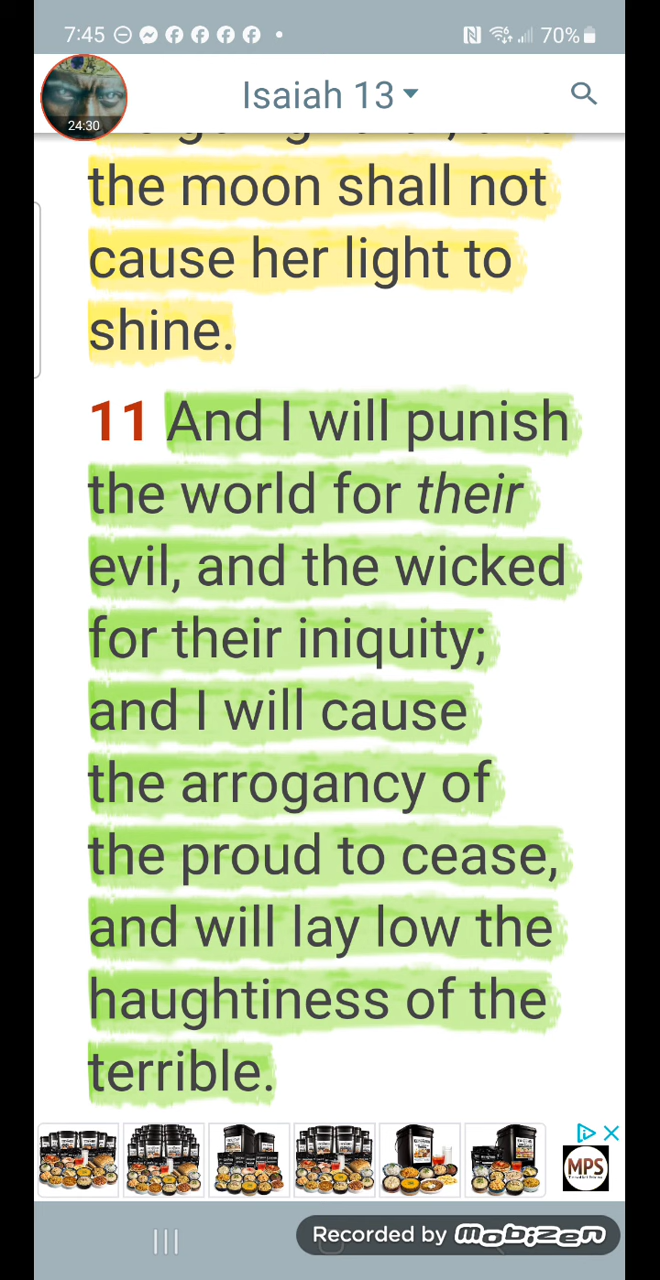 7:45
70%
24:30
Isaiah 13
the moon shall not
cause her light to
shine.
11 And I will punish
the world for their
evil, and the wicked
for their iniquity;
and I will cause
the arrogancy of
the proud to cease,
and will lay low the
haughtiness of the
terrible.
MPS
Recorded by mobizen